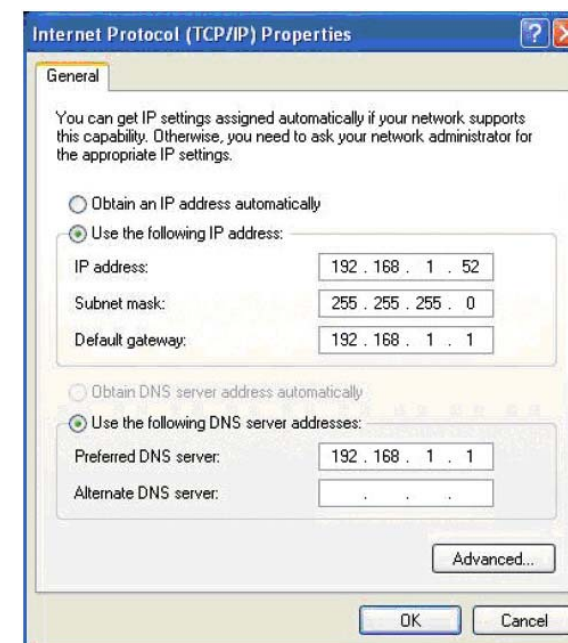 Internet Protocol (TCP/IP) Properties
General
You can get IP settings assigned automatically if your network supports
this capability. Otherwise, you need to ask your network administrator for
the appropriate IP settings.
Obtain an IP address automatically
Use the following IP address:
IP address: 192 . 168 . 1 . 52
Subnet mask: 255 . 255 . 255 . 0
Default gateway: 192 . 168 . 1 . 1
Obtain DNS server address automatically
Use the following DNS server addresses:
Preferred DNS server: 192 . 168 . 1 . 1
Alternate DNS server: . . .
Advanced...
OK Cancel